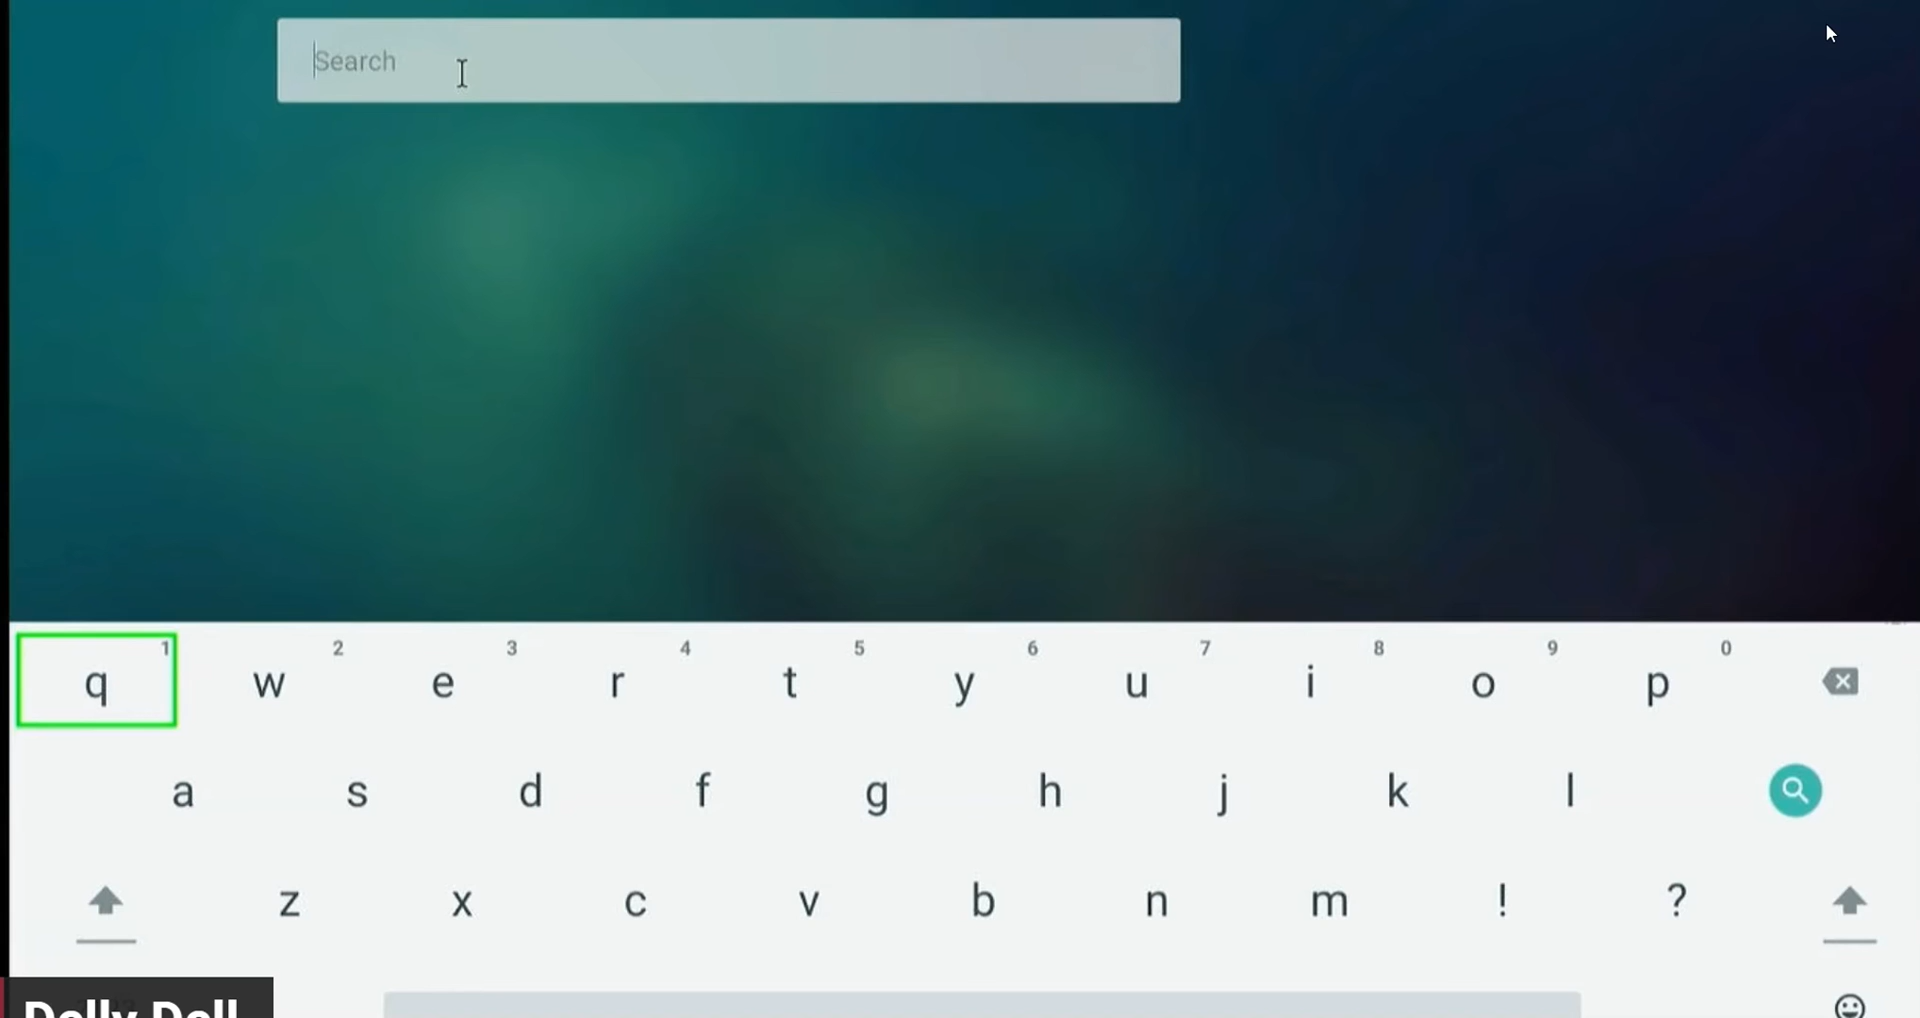 Search
1 2 3 4 5 6 7 8 9 0
q w e r t y u i o p
a s d f g h j k l
z x c v b n m ! ?